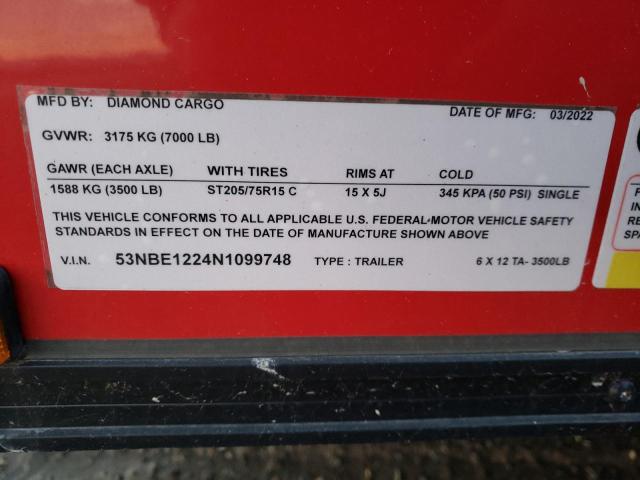 MFD BY: DIAMOND CARGO DATE OF MFG: 03/2022
GVWR: 3175 KG (7000 LB)
GAWR (EACH AXLE) WITH TIRES RIMS AT COLD
1588 KG (3500 LB) ST205/75R15 C 15 X 5J 345 KPA (50 PSI) SINGLE
THIS VEHICLE CONFORMS TO ALL APPLICABLE U.S. FEDERAL MOTOR VEHICLE SAFETY
STANDARDS IN EFFECT ON THE DATE OF MANUFACTURE SHOWN ABOVE
V.I.N. 53NBE1224N1099748 TYPE: TRAILER 6 X 12 TA- 3500LB